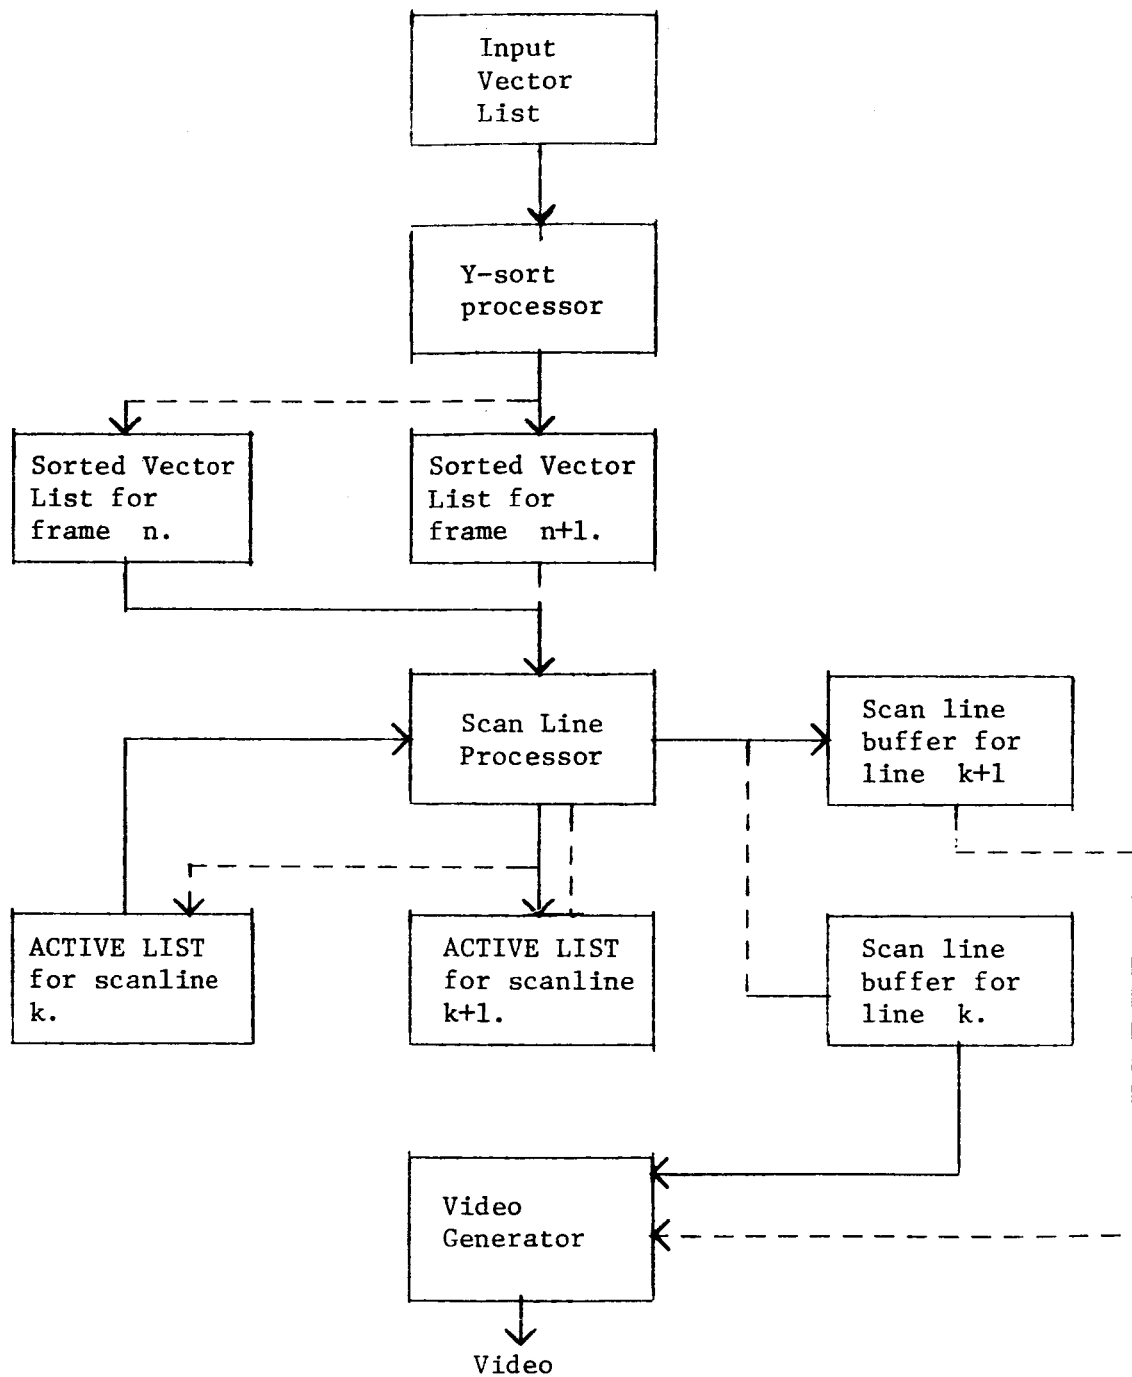 Input
Vector
List
Y-sort
processor
Sorted Vector
List for
frame n.
Sorted Vector
List for
frame n+1.
Scan Line
Processor
Scan line
buffer for
line k+1
ACTIVE LIST
for scanline
k.
ACTIVE LIST
for scanline
k+1.
Scan line
buffer for
line k.
Video
Generator
Video